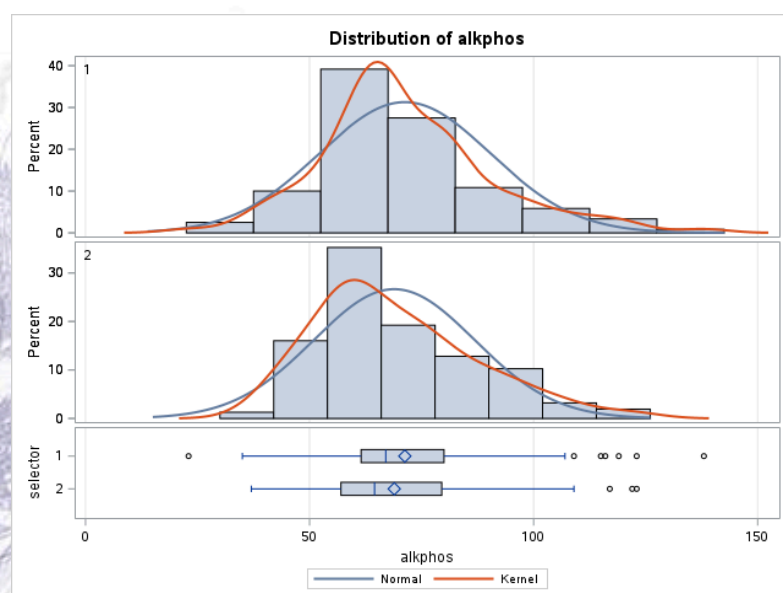 Distribution of alkphos
1
40
30
20
10
0
Percent
2
30
20
10
0
Percent
1
2
selector
0 50 100 150
alkphos
Normal Kernel